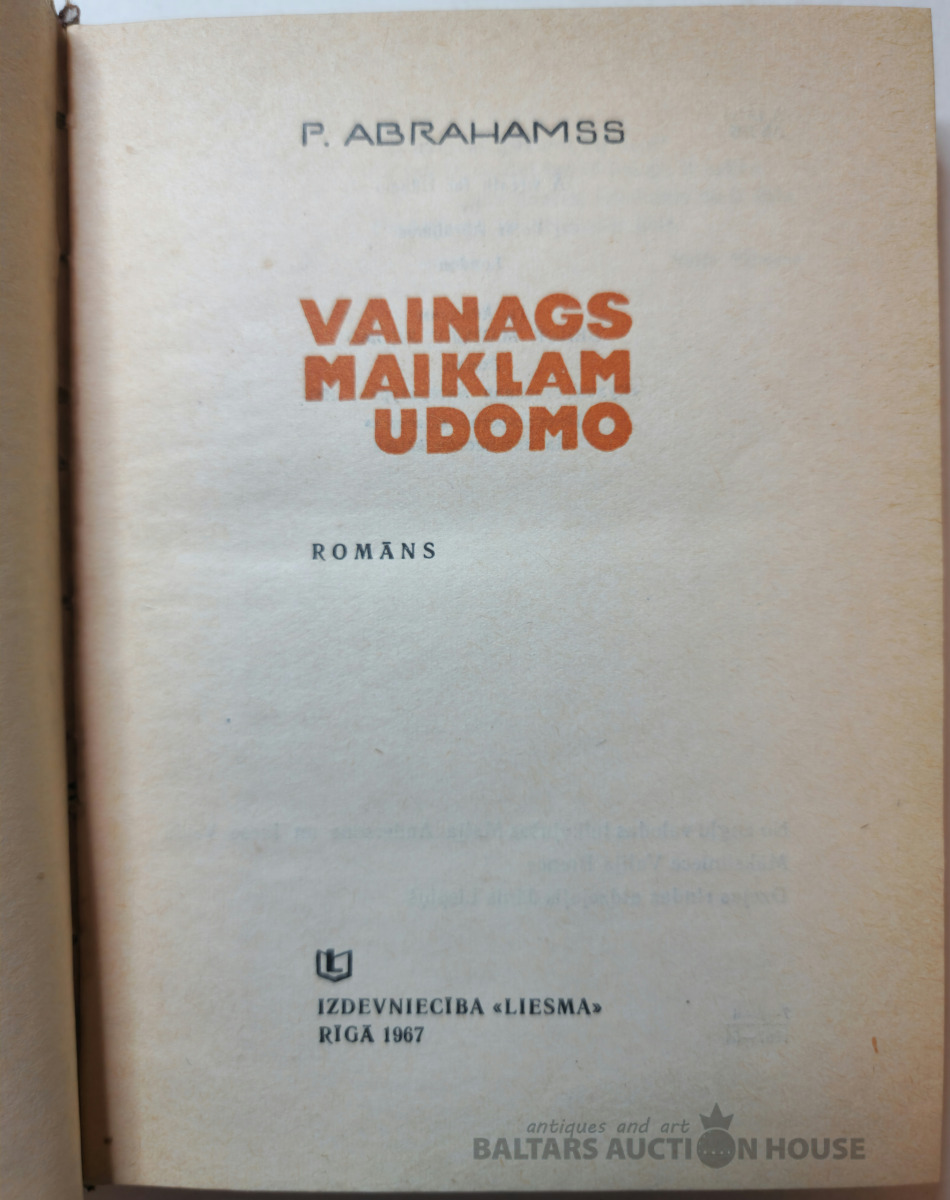 P. ABRAHAMSS
VAINAGS
MAIKLAM
UDOMO
ROMĀNS
L
IZDEVNIECĪBA «LIESMA»
RĪGĀ 1967
antiques and art
BALTARS AUCTION HOUSE